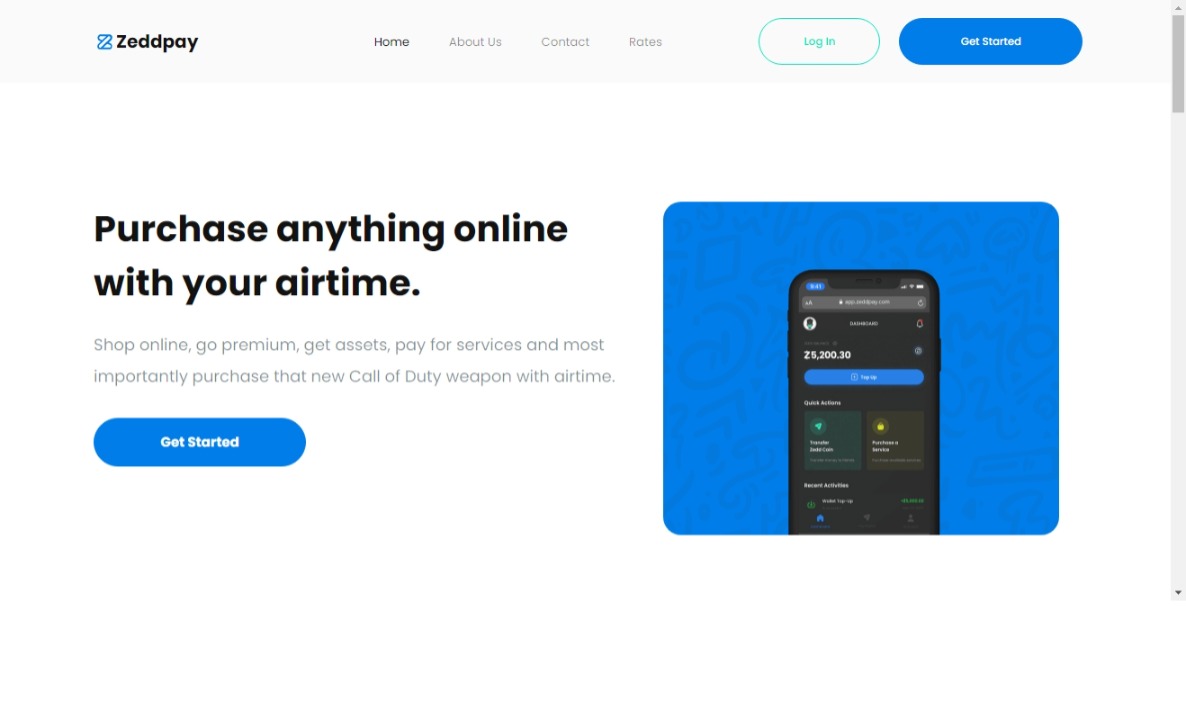 Zeddpay
Home About Us Contact Rates
Log In
Get Started
Purchase anything online
with your airtime.
Shop online, go premium, get assets, pay for services and most
importantly purchase that new Call of Duty weapon with airtime.
Get Started
9:41
AA app.zeddpay.com
DASHBOARD
Ƶ5,200.30
Top Up
Quick Actions
Transfer
Zedd Coin
Purchase a
Service
Recent Activities
Wallet Top-up